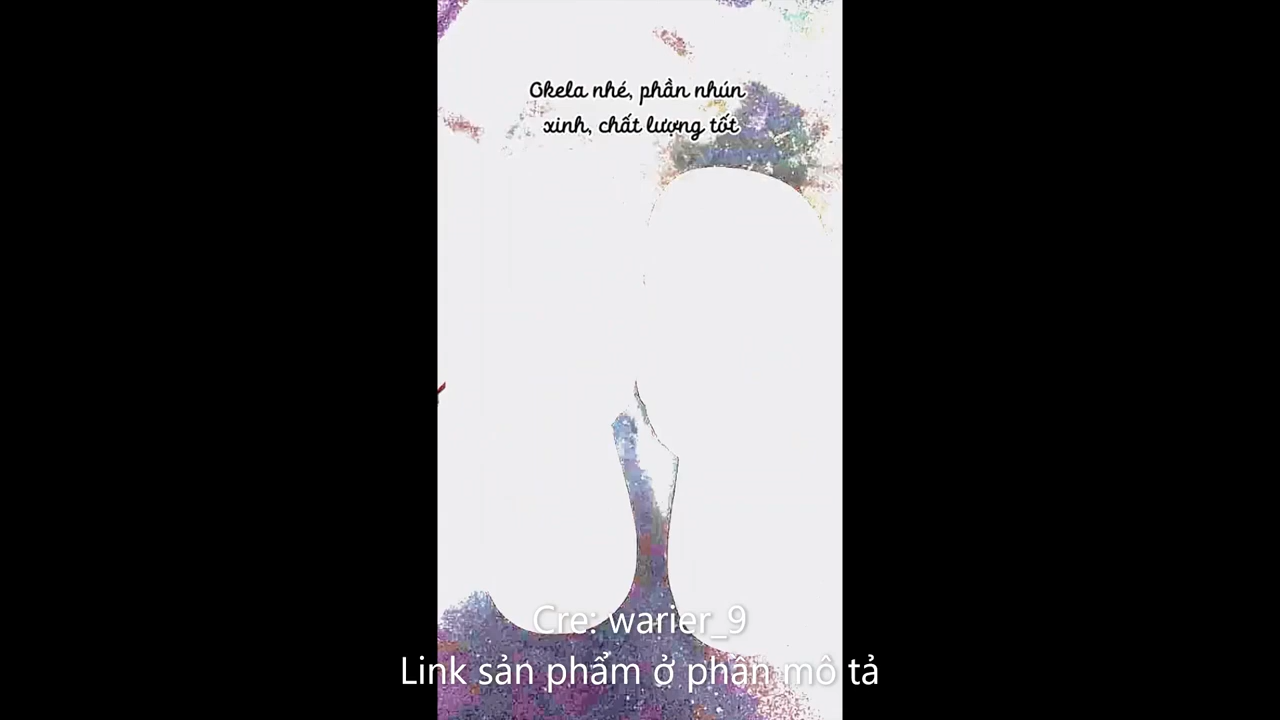 Okela nhé, phần nhún
xinh, chất lượng tốt
Cre: warier_9
Link sản phẩm ở phần mô tả